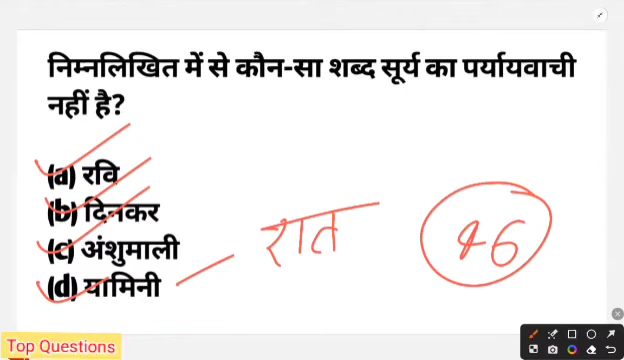 निम्नलिखित में से कौन-सा शब्द सूर्य का पर्यायवाची
नहीं है?
(a) रवि
(b) दिनकर
(c) अंशुमाली
(d) यामिनी
रात
46
Top Questions